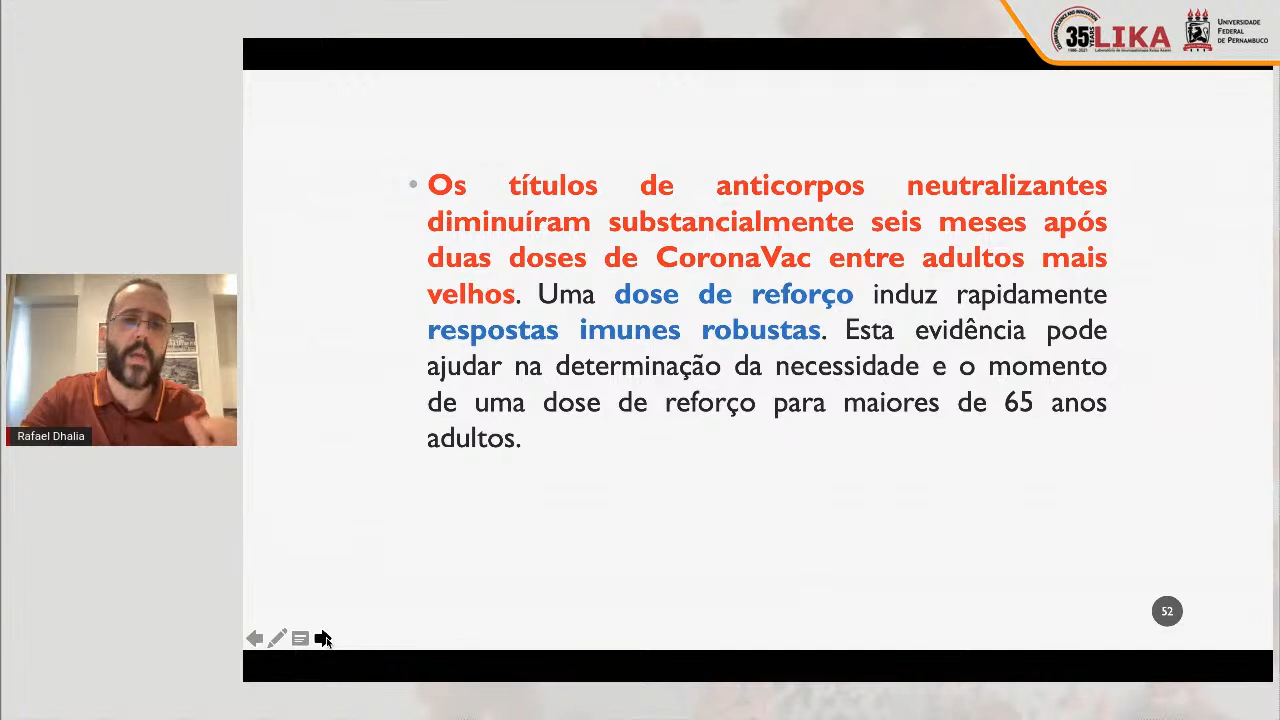 35 LIKA
1986-2021
UNIVERSIDADE
FEDERAL
DE PERNAMBUCO
• Os títulos de anticorpos neutralizantes
diminuíram substancialmente seis meses após
duas doses de CoronaVac entre adultos mais
velhos. Uma dose de reforço induz rapidamente
respostas imunes robustas. Esta evidência pode
ajudar na determinação da necessidade e o momento
de uma dose de reforço para maiores de 65 anos
adultos.
Rafael Dhalia
52